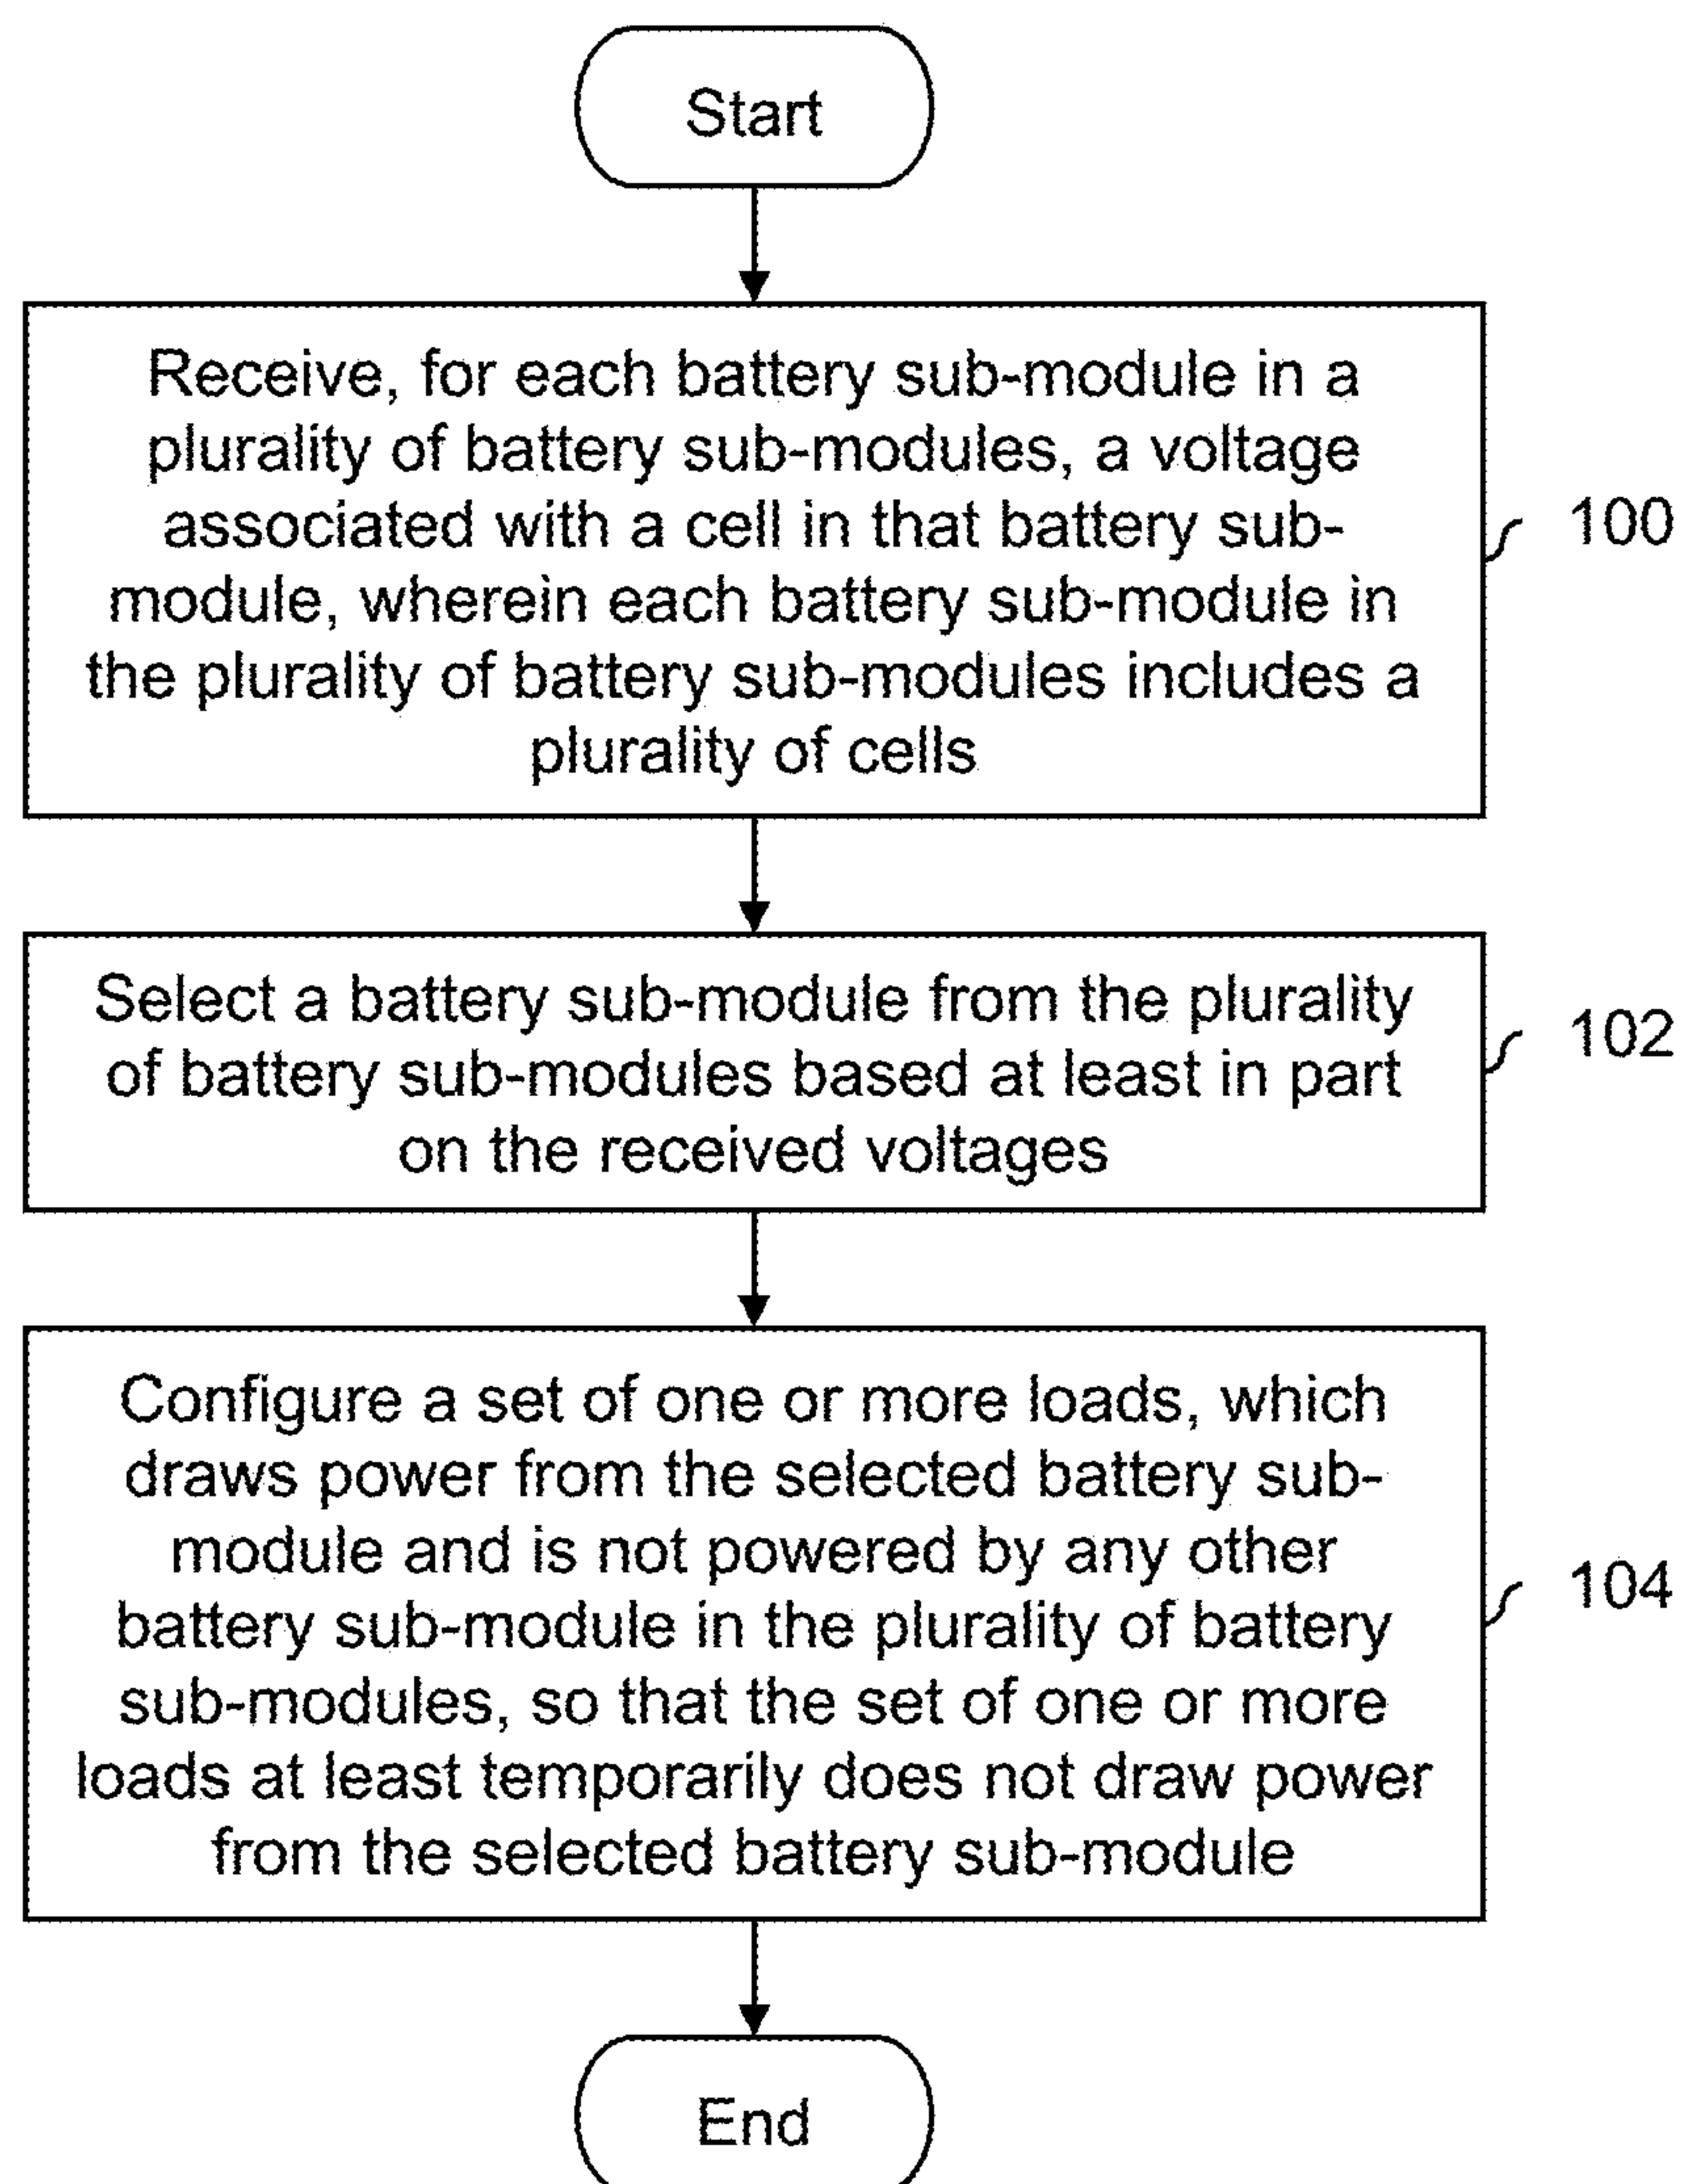 Start
Receive, for each battery sub-module in a
plurality of battery sub-modules, a voltage
associated with a cell in that battery sub-
module, wherein each battery sub-module in
the plurality of battery sub-modules includes a
plurality of cells
100
Select a battery sub-module from the plurality
of battery sub-modules based at least in part
on the received voltages
102
Configure a set of one or more loads, which
draws power from the selected battery sub-
module and is not powered by any other
battery sub-module in the plurality of battery
sub-modules, so that the set of one or more
loads at least temporarily does not draw power
from the selected battery sub-module
104
End